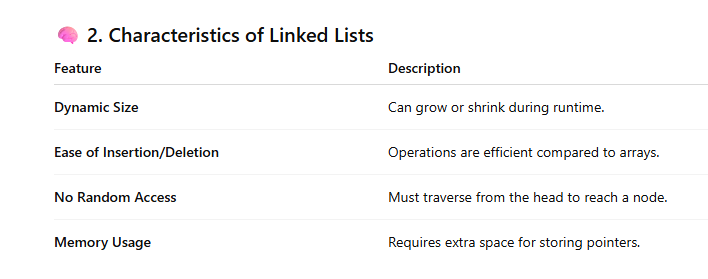 🧠 2. Characteristics of Linked Lists
Feature Description
Dynamic Size Can grow or shrink during runtime.
Ease of Insertion/Deletion Operations are efficient compared to arrays.
No Random Access Must traverse from the head to reach a node.
Memory Usage Requires extra space for storing pointers.